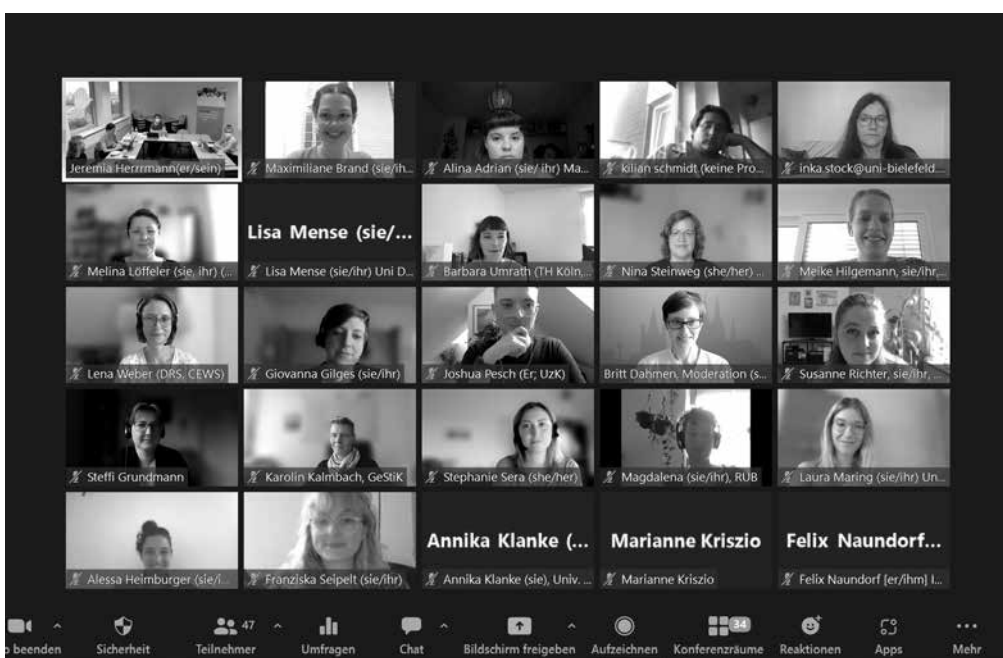 Jeremia Herrrmann(er/sein)
Maximiliane Brand (sie/ih...
Alina Adrian (sie/ ihr) Ma...
kilian schmidt (keine Pro...
inka.stock@uni-bielefeld...
Melina Löffeler (sie, ihr) (...
Lisa Mense (sie/...
Lisa Mense (sie/ihr) Uni D...
Barbara Umrath (TH Köln,...
Nina Steinweg (she/her) ...
Meike Hilgemann, sie/ihr,...
Lena Weber (DRS, CEWS)
Giovanna Gilges (sie/ihr)
Joshua Pesch (Er; UzK)
Britt Dahmen, Moderation (s...
Susanne Richter, sie/ihr, ...
Steffi Grundmann
Karolin Kalmbach, GeStiK
Stephanie Sera (she/her)
Magdalena (sie/ihr), RUB
Laura Maring (sie/ihr) Un...
Alessa Heimburger (sie/i...
Franziska Seipelt (sie/ihr)
Annika Klanke (...
Annika Klanke (sie), Univ. ...
Marianne Kriszio
Marianne Kriszio
Felix Naundorf...
Felix Naundorf [er/ihm] I...
47
34
o beenden
Sicherheit
Teilnehmer
Umfragen
Chat
Bildschirm freigeben
Aufzeichnen
Konferenzräume
Reaktionen
Apps
Mehr